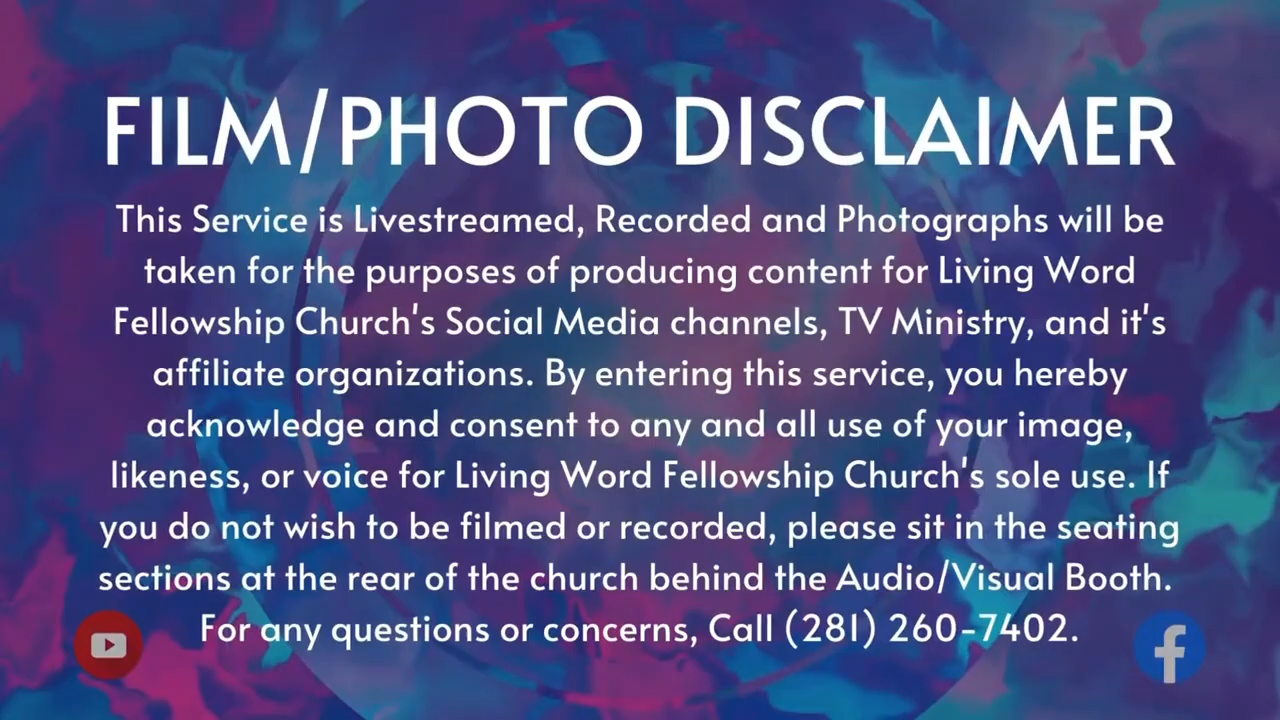 FILM/PHOTO DISCLAIMER
This Service is Livestreamed, Recorded and Photographs will be
taken for the purposes of producing content for Living Word
Fellowship Church's Social Media channels, TV Ministry, and it's
affiliate organizations. By entering this service, you hereby
acknowledge and consent to any and all use of your image,
likeness, or voice for Living Word Fellowship Church's sole use. If
you do not wish to be filmed or recorded, please sit in the seating
sections at the rear of the church behind the Audio/Visual Booth.
For any questions or concerns, Call (281) 260-7402.